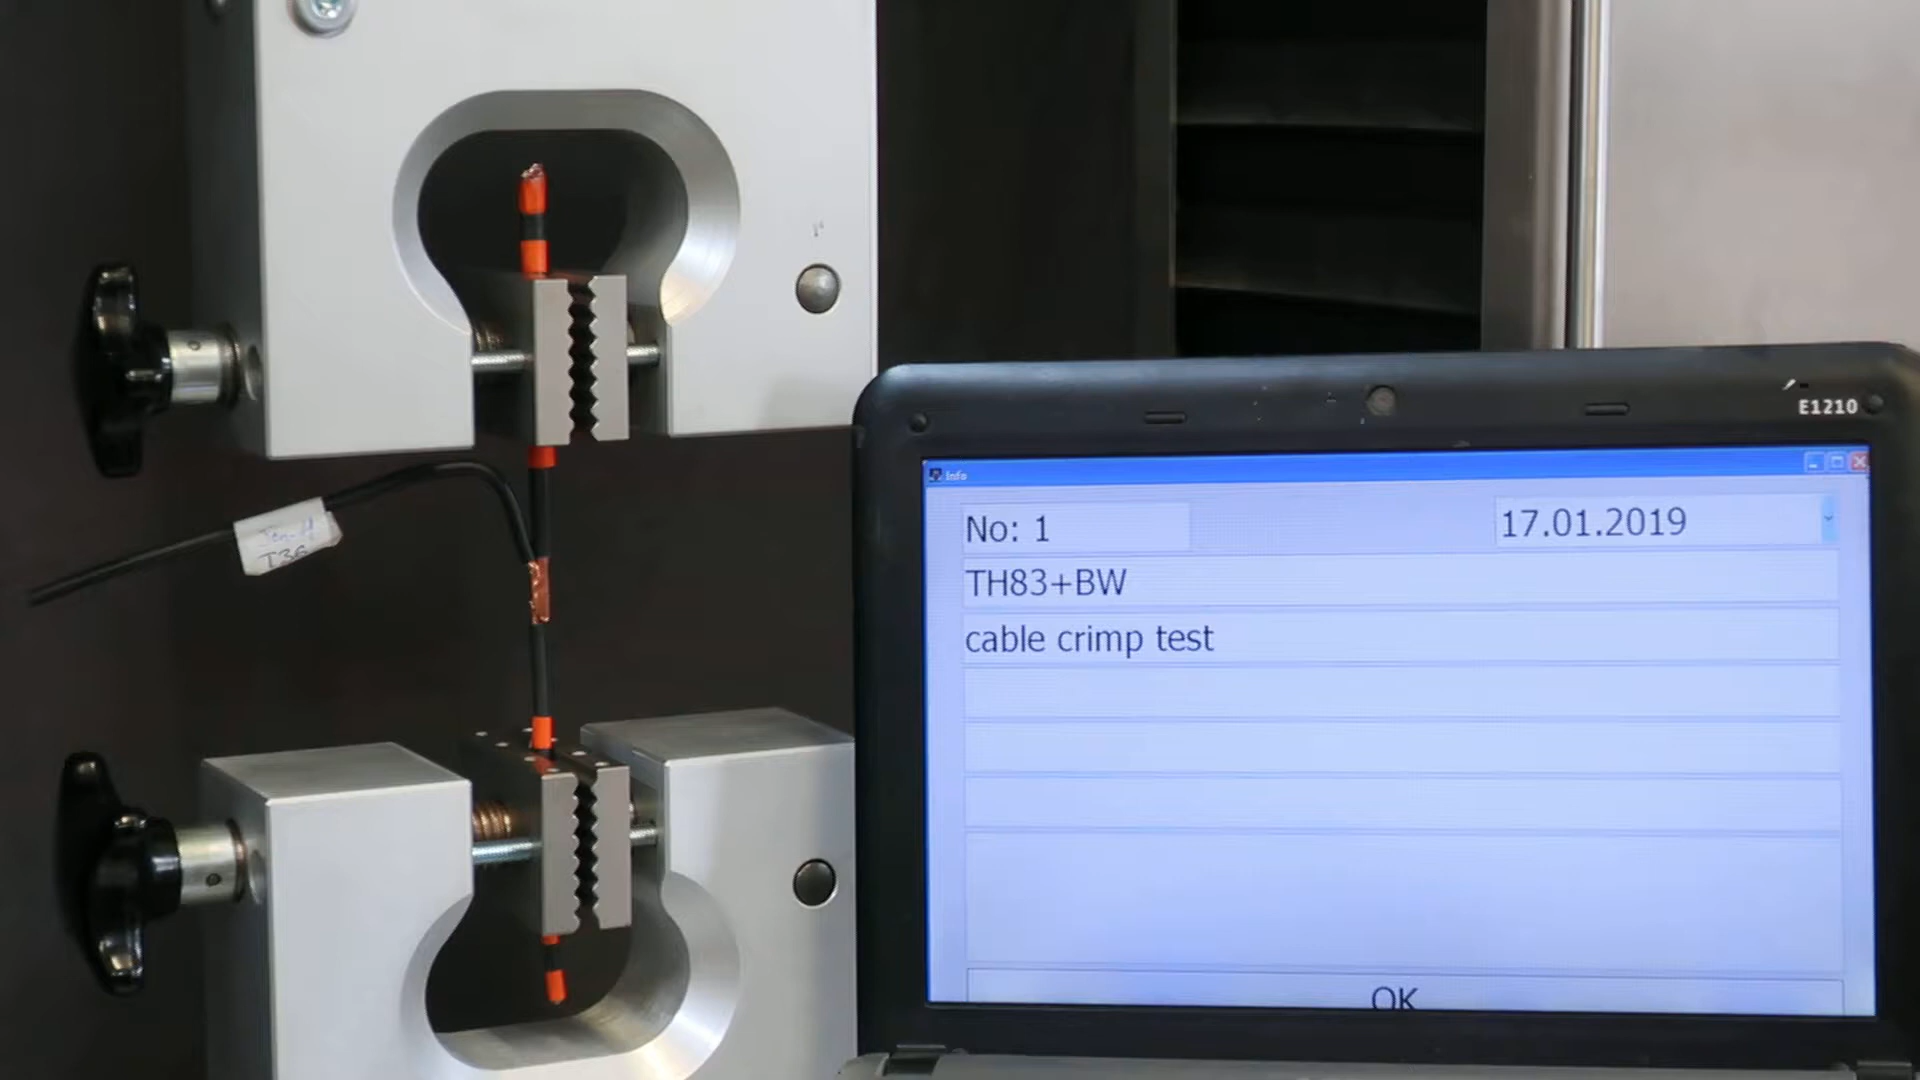 E1210
Info
No: 1
17.01.2019
TH83+BW
cable crimp test
OK